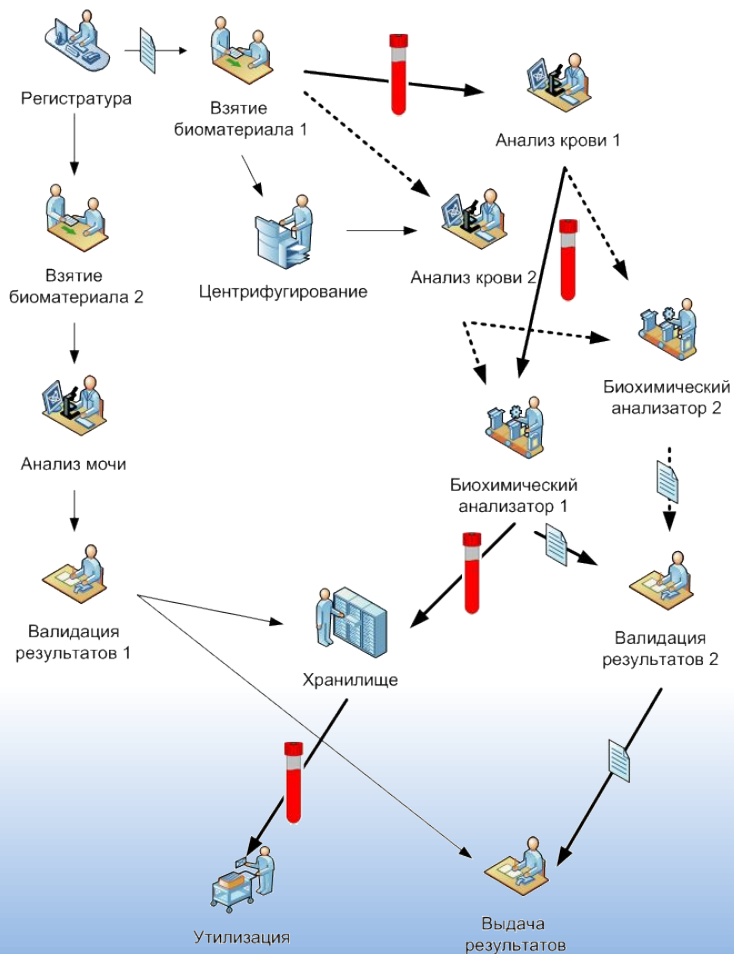 Регистратура
Взятие
биоматериала 1
Анализ крови 1
Взятие
биоматериала 2
Центрифугирование
Анализ крови 2
Биохимический
анализатор 2
Анализ мочи
Биохимический
анализатор 1
Валидация
результатов 1
Хранилище
Валидация
результатов 2
Утилизация
Выдача
результатов